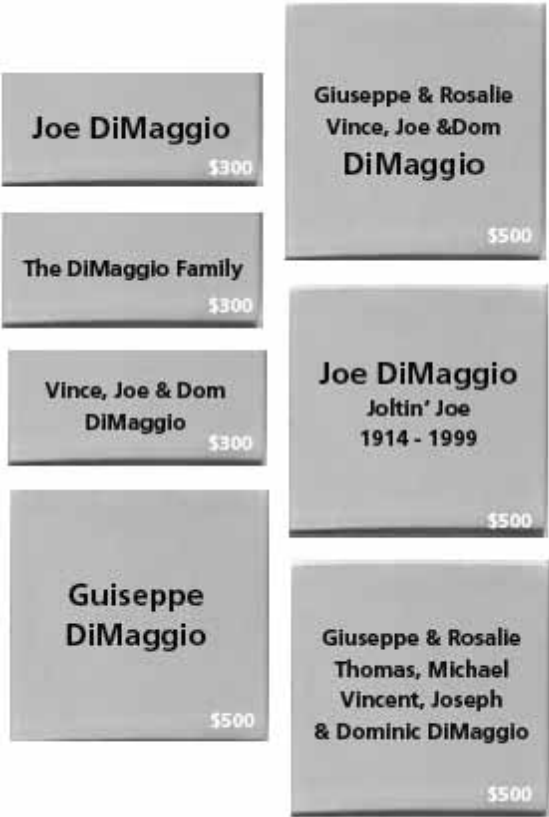 Joe DiMaggio
$300
The DiMaggio Family
$300
Vince, Joe & Dom
DiMaggio
$300
Guiseppe
DiMaggio
$500
Giuseppe & Rosalie
Vince, Joe &Dom
DiMaggio
$500
Joe DiMaggio
Joltin’ Joe
1914 - 1999
$500
Giuseppe & Rosalie
Thomas, Michael
Vincent, Joseph
& Dominic DiMaggio
$500